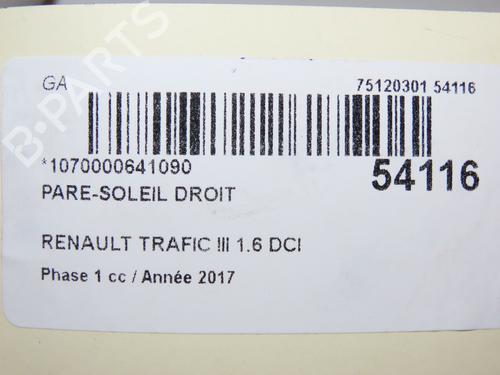 B-PARTS
GA
75120301 54116
*1070000641090
54116
PARE-SOLEIL DROIT
RENAULT TRAFIC III 1.6 DCI
Phase 1 cc / Année 2017